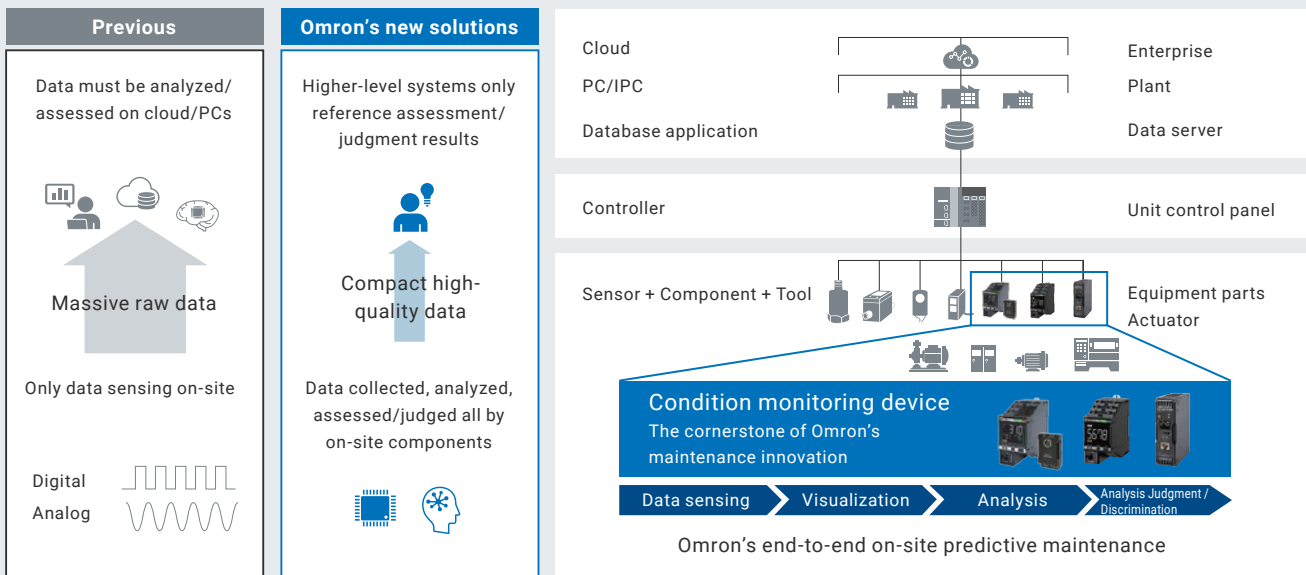 Previous
Data must be analyzed/
assessed on cloud/PCs
Massive raw data
Only data sensing on-site
Digital
Analog
Omron's new solutions
Higher-level systems only
reference assessment/
judgment results
Compact high-
quality data
Data collected, analyzed,
assessed/judged all by
on-site components
Cloud
Enterprise
PC/IPC
Plant
Database application
Data server
Controller
Unit control panel
Sensor + Component + Tool
Equipment parts
Actuator
Condition monitoring device
The cornerstone of Omron's
maintenance innovation
5678
Data sensing
Visualization
Analysis
Analysis Judgment /
Discrimination
Omron's end-to-end on-site predictive maintenance